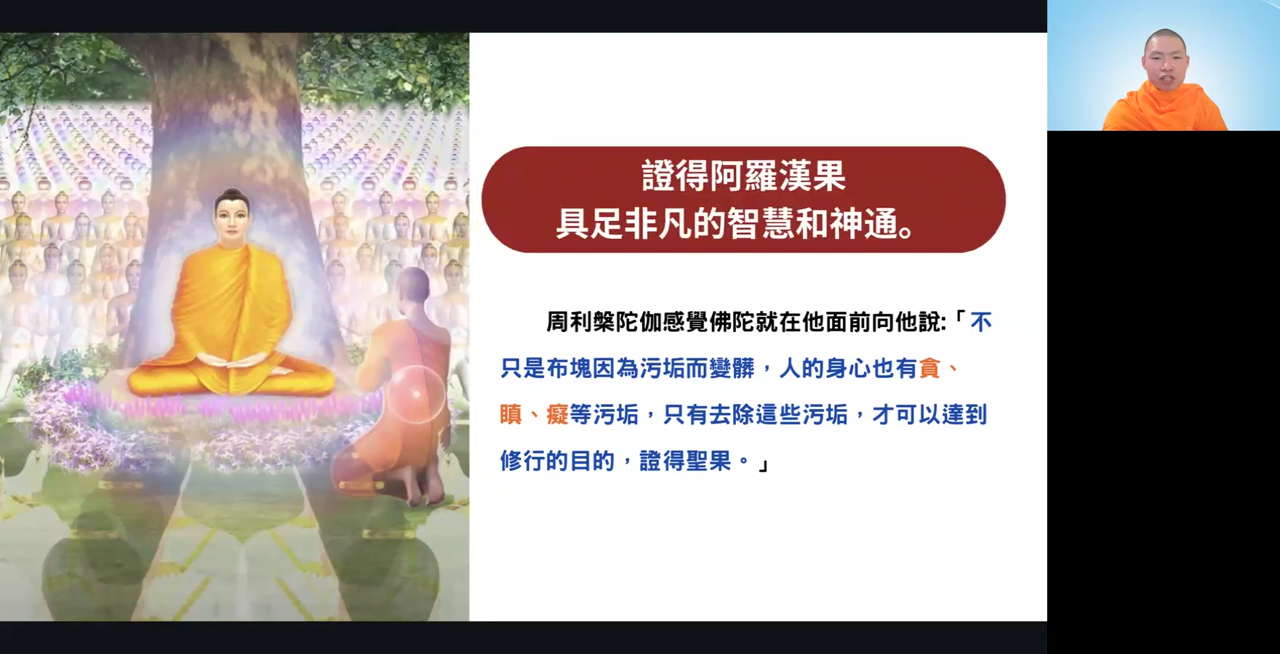 證得阿羅漢果
具足非凡的智慧和神通。
周利槃陀伽感覺佛陀就在他面前向他說:「不
只是布塊因為污垢而變髒，人的身心也有貪、
瞋、癡等污垢，只有去除這些污垢，才可以達到
修行的目的，證得聖果。」